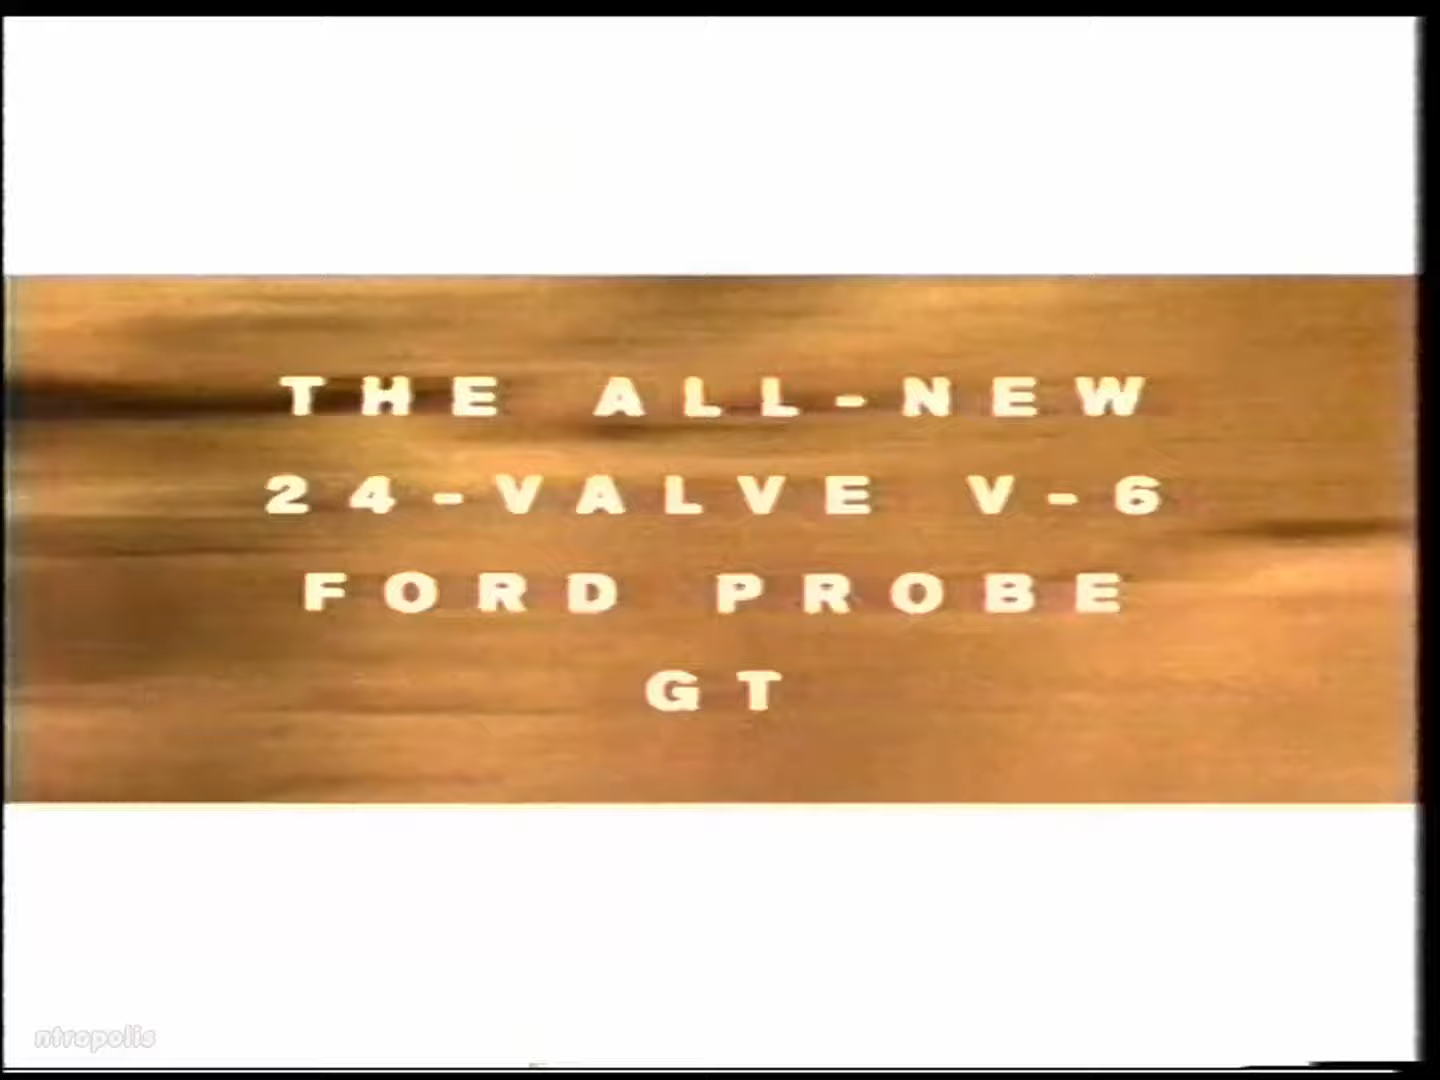 THE ALL-NEW
24-VALVE V-6
FORD PROBE
GT
ntropolis